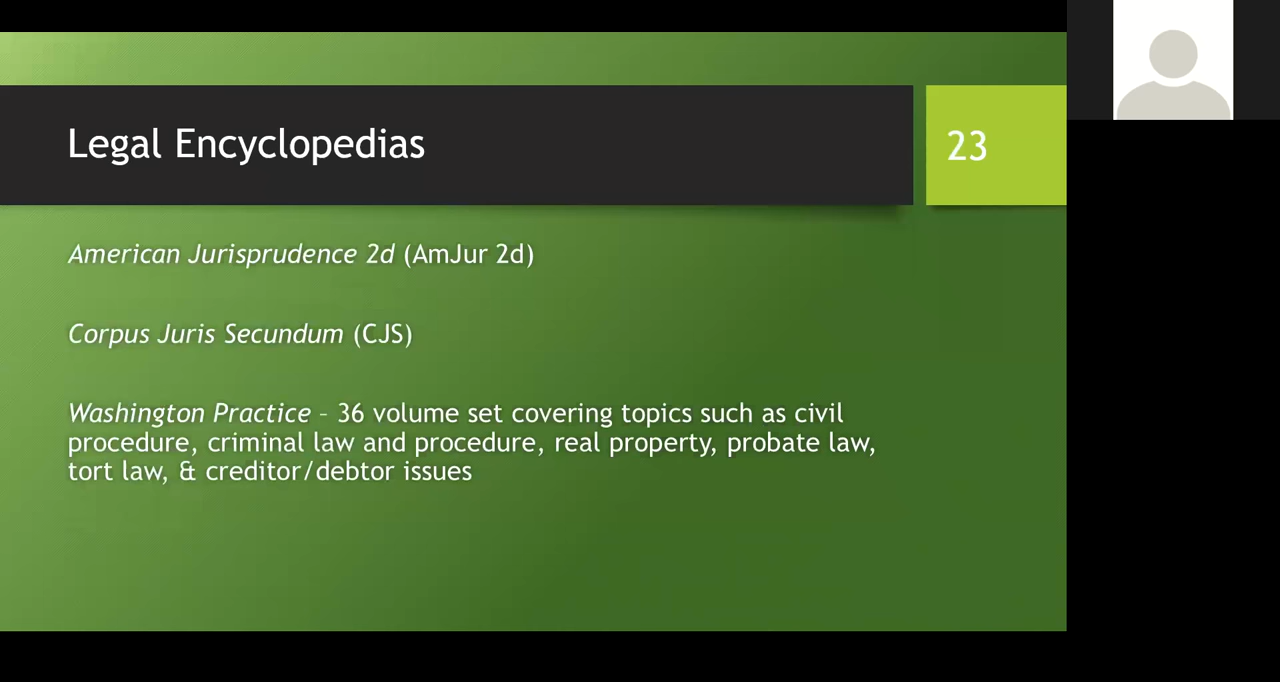 Legal Encyclopedias
23
American Jurisprudence 2d (AmJur 2d)
Corpus Juris Secundum (CJS)
Washington Practice – 36 volume set covering topics such as civil
procedure, criminal law and procedure, real property, probate law,
tort law, & creditor/debtor issues